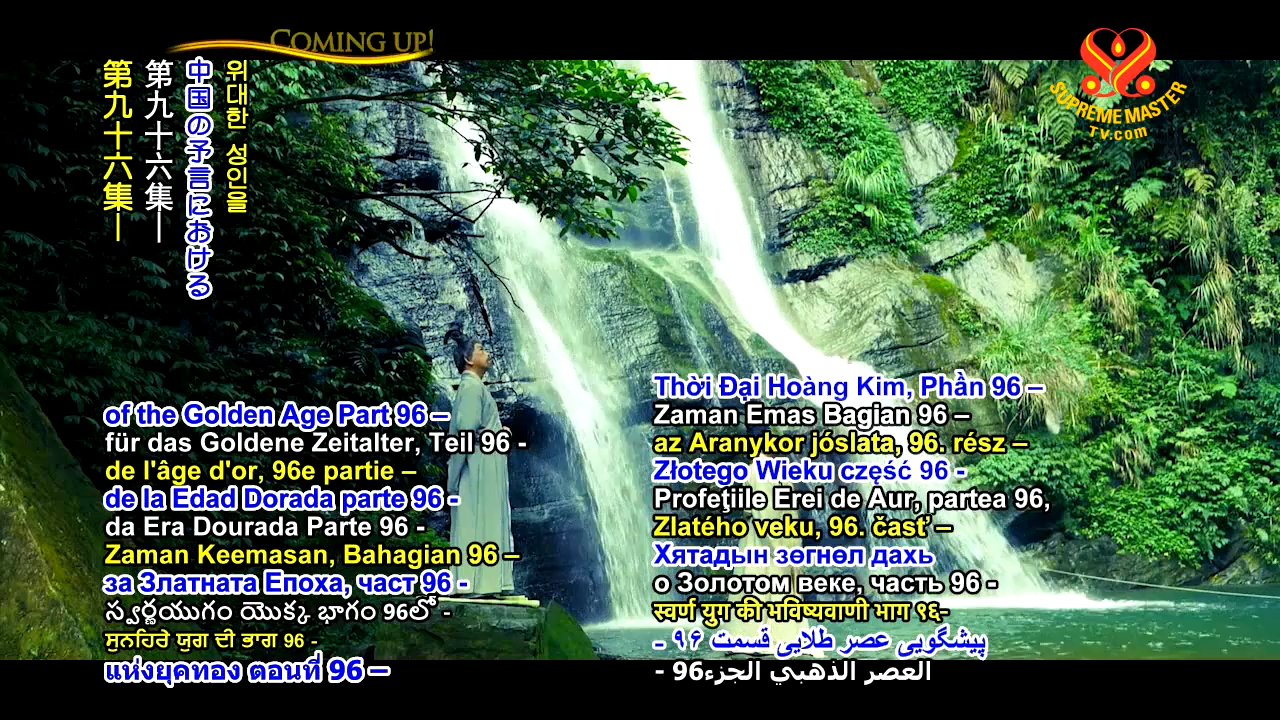 COMING UP!
SUPREME MASTER
TV.com
第九十六集—
第九十六集—
中国の予言における
위대한 성인을
of the Golden Age Part 96 –
für das Goldene Zeitalter, Teil 96 -
de l'âge d'or, 96e partie –
de la Edad Dorada parte 96 -
da Era Dourada Parte 96 -
Zaman Keemasan, Bahagian 96 –
за Златната Епоха, част 96 -
స్వర్ణయుగం యొక్క భాగం 96లో -
ਸੁਨਹਿਰੇ ਯੁਗ ਦੀ ਭਾਗ 96 -
แห่งยุคทอง ตอนที่ 96 –
Thời Đại Hoàng Kim, Phần 96 –
Zaman Emas Bagian 96 –
az Aranykor jóslata, 96. rész –
Złotego Wieku część 96 -
Profeţiile Erei de Aur, partea 96,
Zlatého veku, 96. časť –
Хятадын зөгнөл дахь
о Золотом веке, часть 96 -
स्वर्ण युग की भविष्यवाणी भाग ९६-
پیشگویی عصر طلایی قسمت ۹۶ -
العصر الذهبي الجزء96 -